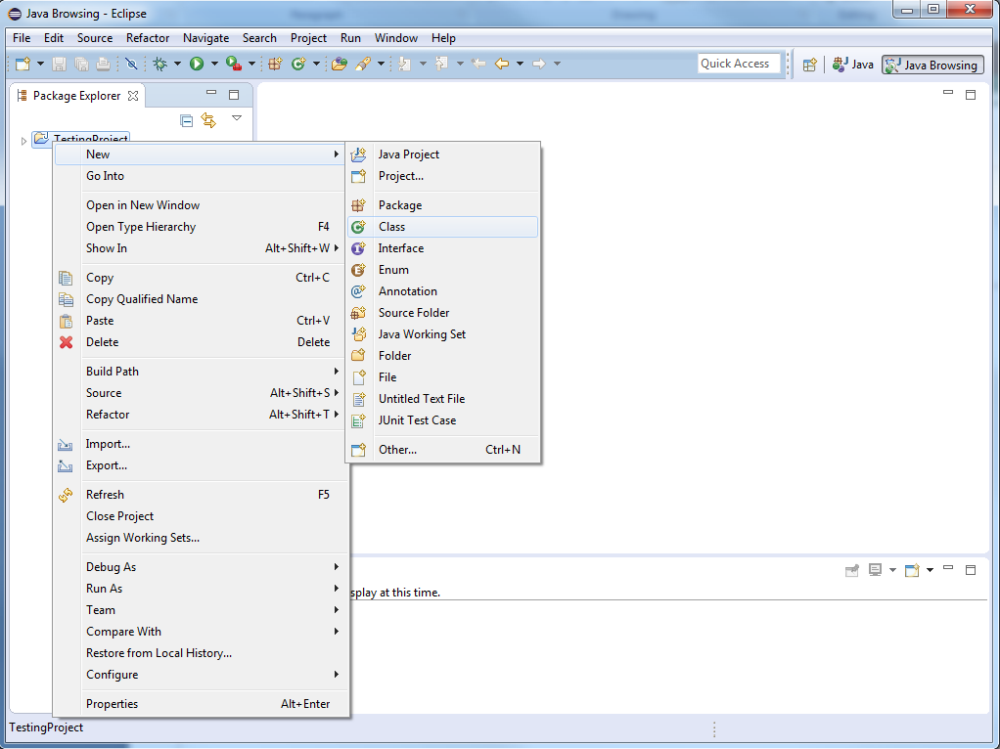 Java Browsing - Eclipse
File Edit Source Refactor Navigate Search Project Run Window Help
Quick Access Java Java Browsing
Package Explorer
TestingProject
New
Go Into
Open in New Window
Open Type Hierarchy F4
Show In Alt+Shift+W
Copy Ctrl+C
Copy Qualified Name
Paste Ctrl+V
Delete Delete
Build Path
Source Alt+Shift+S
Refactor Alt+Shift+T
Import...
Export...
Refresh F5
Close Project
Assign Working Sets...
Debug As
Run As
Team
Compare With
Restore from Local History...
Configure
Properties Alt+Enter
Java Project
Project...
Package
Class
Interface
Enum
Annotation
Source Folder
Java Working Set
Folder
File
Untitled Text File
JUnit Test Case
Other... Ctrl+N
splay at this time.
TestingProject